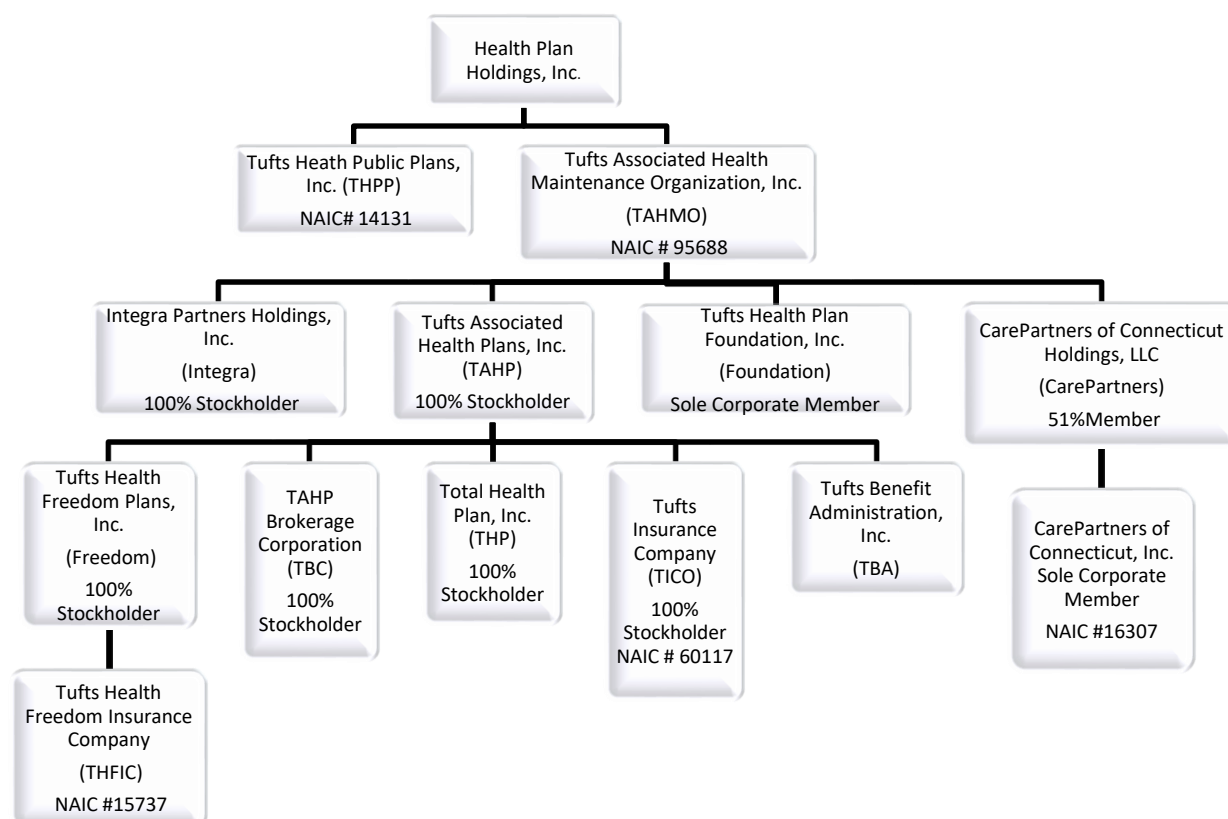 Health Plan
Holdings, Inc.
Tufts Heath Public Plans,
Inc. (THPP)
NAIC# 14131
Tufts Associated Health
Maintenance Organization, Inc.
(TAHMO)
NAIC # 95688
Integra Partners Holdings,
Inc.
(Integra)
100% Stockholder
Tufts Associated
Health Plans, Inc.
(TAHP)
100% Stockholder
Tufts Health Plan
Foundation, Inc.
(Foundation)
Sole Corporate Member
CarePartners of Connecticut
Holdings, LLC
(CarePartners)
51%Member
Tufts Health
Freedom Plans,
Inc.
(Freedom)
100%
Stockholder
TAHP
Brokerage
Corporation
(TBC)
100%
Stockholder
Total Health
Plan, Inc.
(THP)
100%
Stockholder
Tufts
Insurance
Company
(TICO)
100%
Stockholder
NAIC # 60117
Tufts Benefit
Administration,
Inc.
(TBA)
CarePartners of
Connecticut, Inc.
Sole Corporate
Member
NAIC #16307
Tufts Health
Freedom Insurance
Company
(THFIC)
NAIC #15737